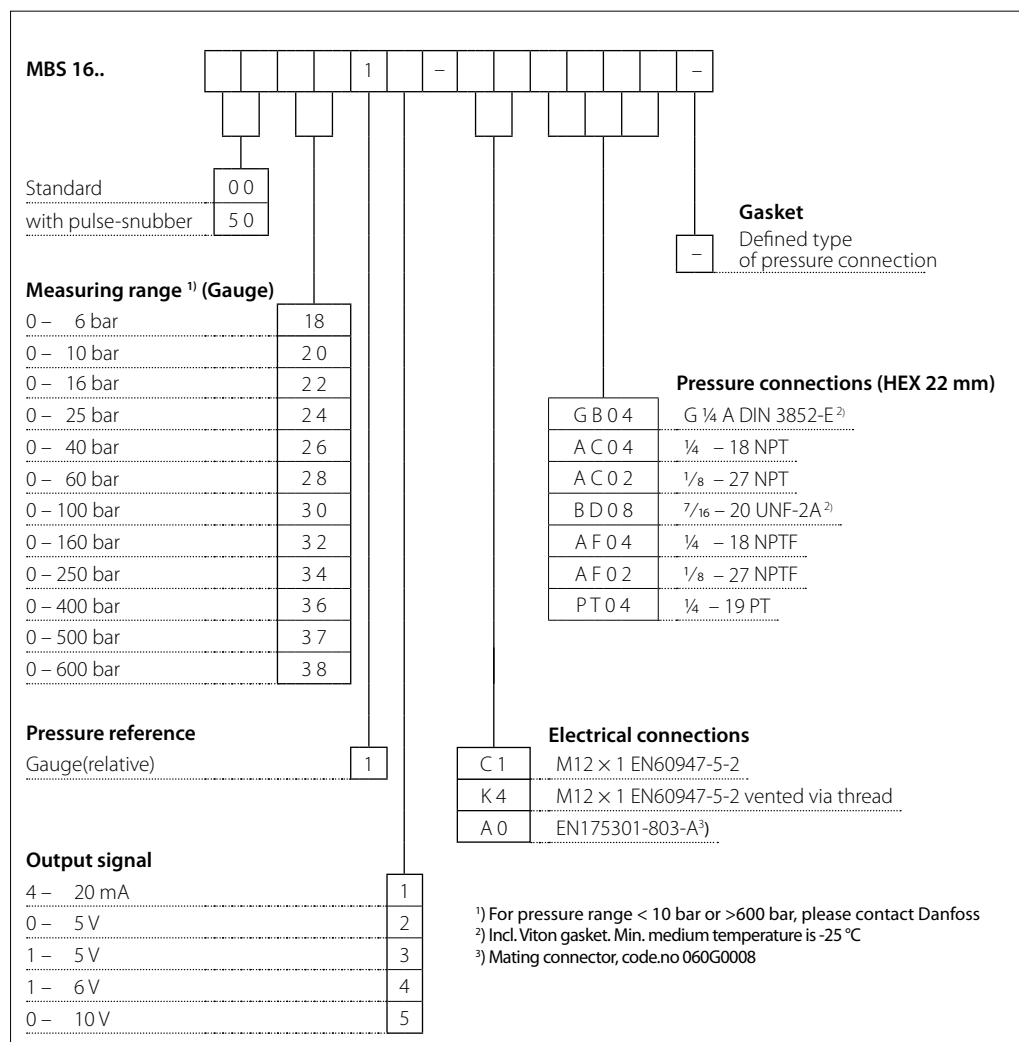 MBS 16.. 1 – –
Standard 0 0
with pulse-snubber 5 0
Gasket
– Defined type
of pressure connection
Measuring range ¹⁾ (Gauge)
0 – 6 bar 18
0 – 10 bar 2 0
0 – 16 bar 2 2
0 – 25 bar 2 4
0 – 40 bar 2 6
0 – 60 bar 2 8
0 – 100 bar 3 0
0 – 160 bar 3 2
0 – 250 bar 3 4
0 – 400 bar 3 6
0 – 500 bar 3 7
0 – 600 bar 3 8
Pressure connections (HEX 22 mm)
G B 0 4 G ¼ A DIN 3852-E ²⁾
A C 0 4 ¼ – 18 NPT
A C 0 2 ¹⁄₈ – 27 NPT
B D 0 8 ⁷⁄₁₆ – 20 UNF-2A ²⁾
A F 0 4 ¼ – 18 NPTF
A F 0 2 ¹⁄₈ – 27 NPTF
P T 0 4 ¼ – 19 PT
Pressure reference
Gauge(relative) 1
Electrical connections
C 1 M12 × 1 EN60947-5-2
K 4 M12 × 1 EN60947-5-2 vented via thread
A 0 EN175301-803-A³)
Output signal
4 – 20 mA 1
0 – 5 V 2
1 – 5 V 3
1 – 6 V 4
0 – 10 V 5
¹) For pressure range < 10 bar or >600 bar, please contact Danfoss
²) Incl. Viton gasket. Min. medium temperature is -25 °C
³) Mating connector, code.no 060G0008